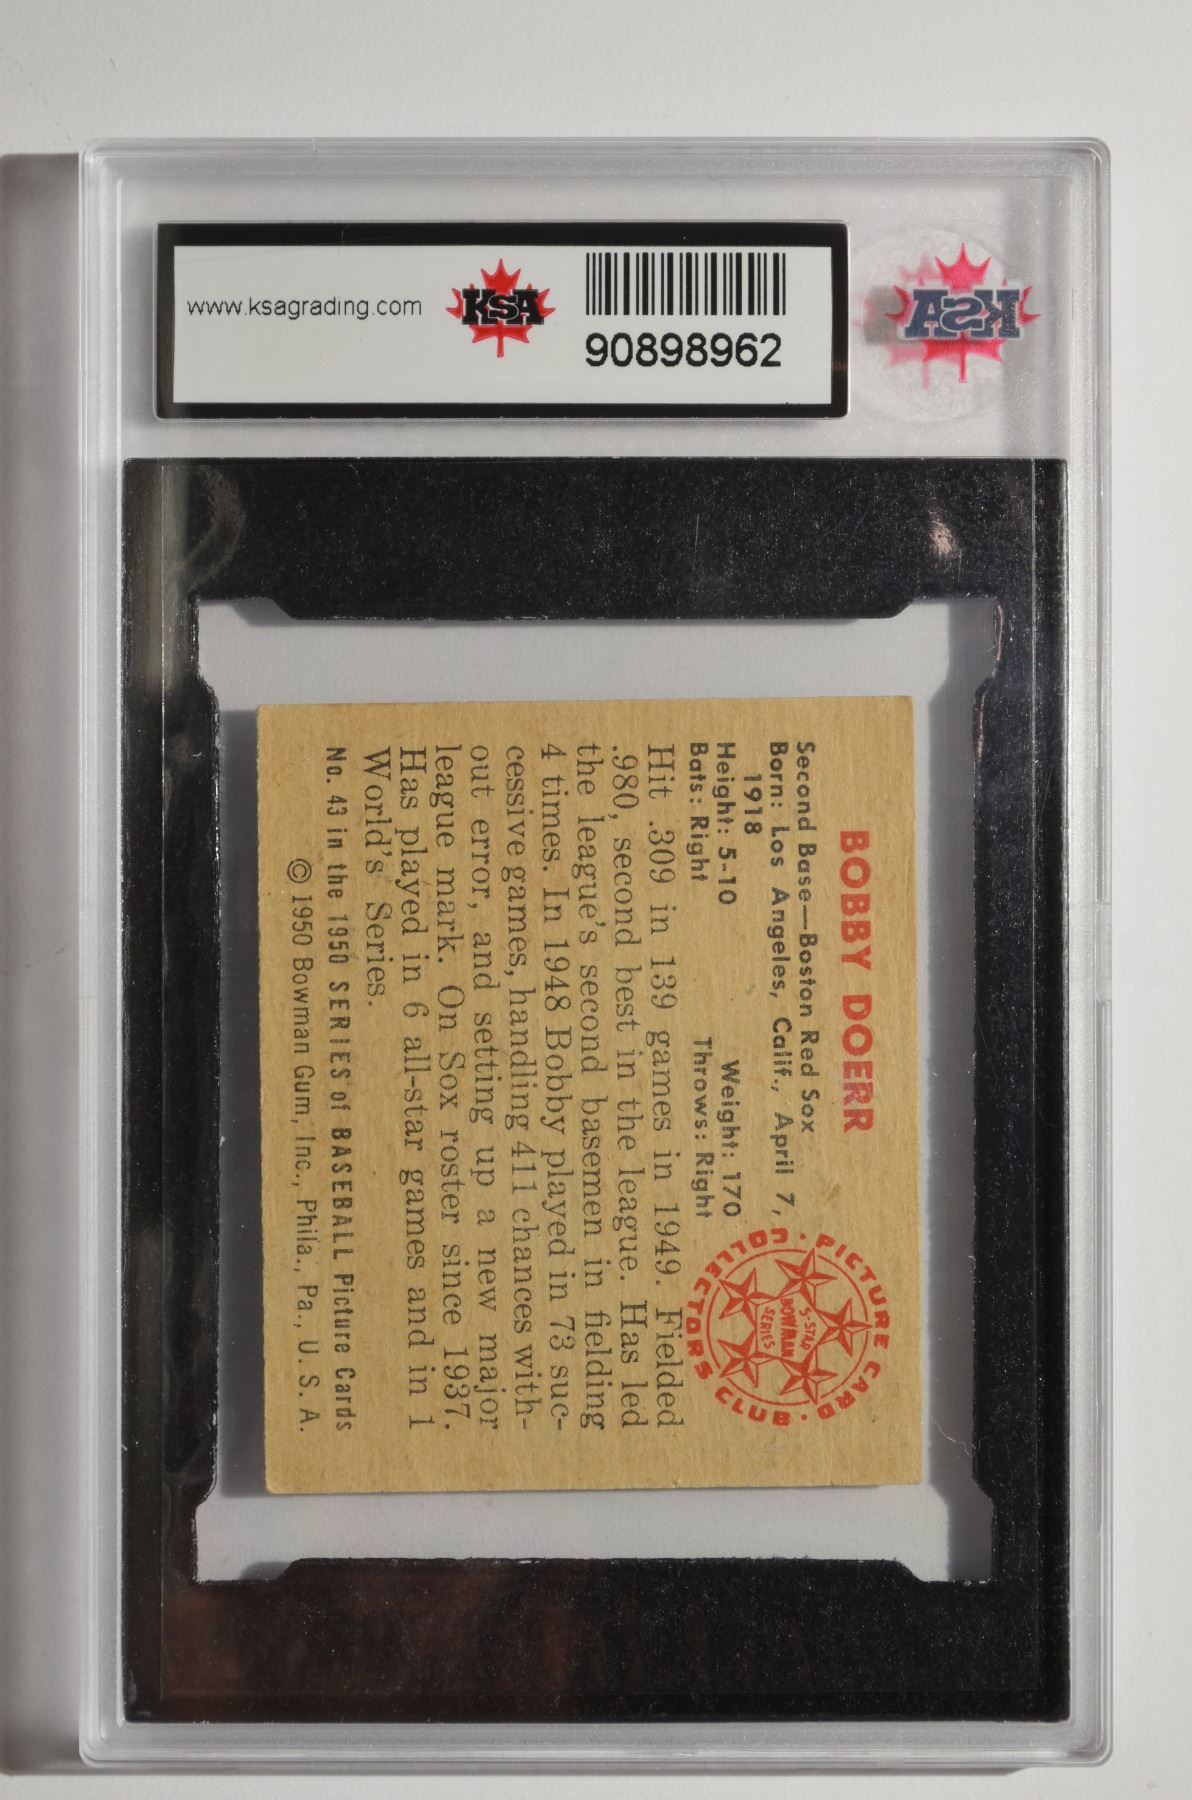 www.ksagrading.com
KSA
90898962
KSA
BOBBY DOERR
Second Base—Boston Red Sox
Born: Los Angeles, Calif., April 7,
1918
Height: 5-10 Weight: 170
Bats: Right Throws: Right
PICTURE CARD · COLLECTORS CLUB ·
5-STAR
BOWMAN
SERIES
Hit .309 in 139 games in 1949. Fielded
.980, second best in the league. Has led
the league's second basemen in fielding
4 times. In 1948 Bobby played in 73 suc-
cessive games, handling 411 chances with-
out error, and setting up a new major
league mark. On Sox roster since 1937.
Has played in 6 all-star games and in 1
World's Series.
No. 43 in the 1950 SERIES of BASEBALL Picture Cards
© 1950 Bowman Gum, Inc., Phila., Pa., U. S. A.